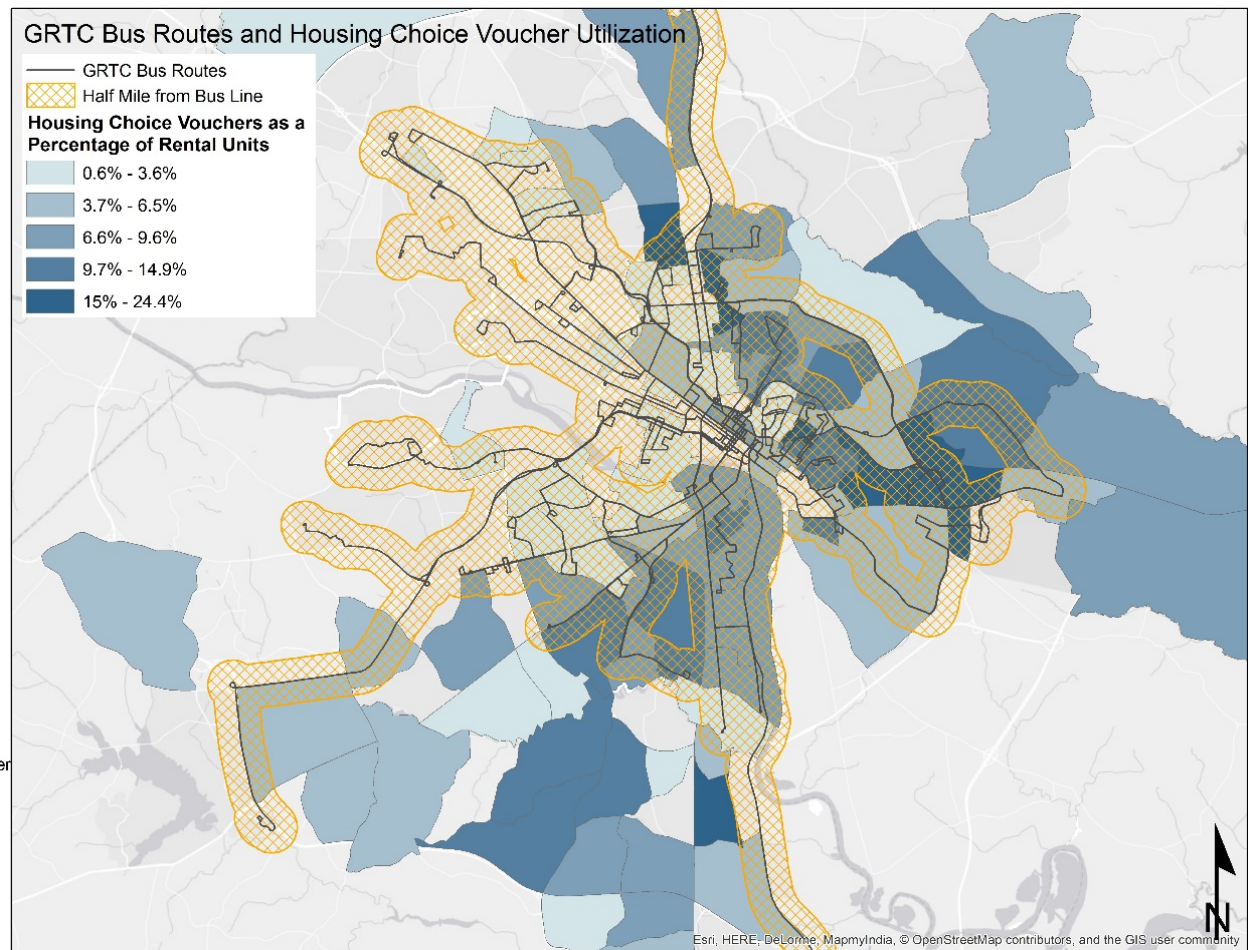 GRTC Bus Routes and Housing Choice Voucher Utilization
GRTC Bus Routes
Half Mile from Bus Line
Housing Choice Vouchers as a
Percentage of Rental Units
0.6% - 3.6%
3.7% - 6.5%
6.6% - 9.6%
9.7% - 14.9%
15% - 24.4%
er
N
Esri, HERE, DeLorme, MapmyIndia, © OpenStreetMap contributors, and the GIS user community